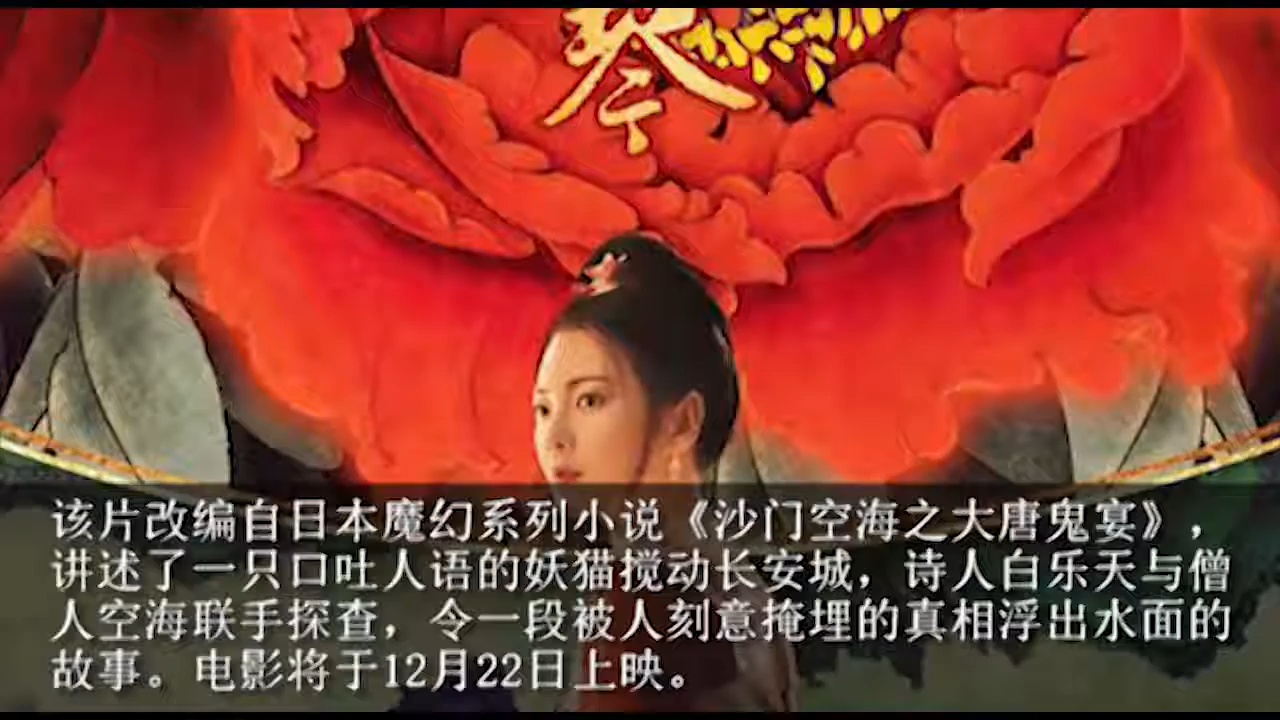 琴
该片改编自日本魔幻系列小说《沙门空海之大唐鬼宴》，
讲述了一只口吐人语的妖猫搅动长安城，诗人白乐天与僧
人空海联手探查，令一段被人刻意掩埋的真相浮出水面的
故事。电影将于12月22日上映。